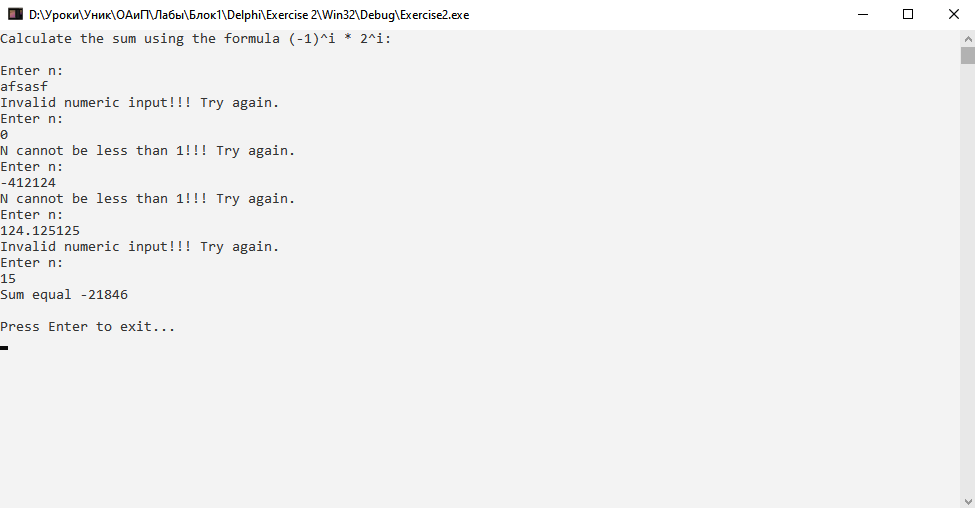 D:\Уроки\Уник\ОАиП\Лабы\Блок1\Delphi\Exercise 2\Win32\Debug\Exercise2.exe
Calculate the sum using the formula (-1)^i * 2^i:
Enter n:
afsasf
Invalid numeric input!!! Try again.
Enter n:
0
N cannot be less than 1!!! Try again.
Enter n:
-412124
N cannot be less than 1!!! Try again.
Enter n:
124.125125
Invalid numeric input!!! Try again.
Enter n:
15
Sum equal -21846
Press Enter to exit...